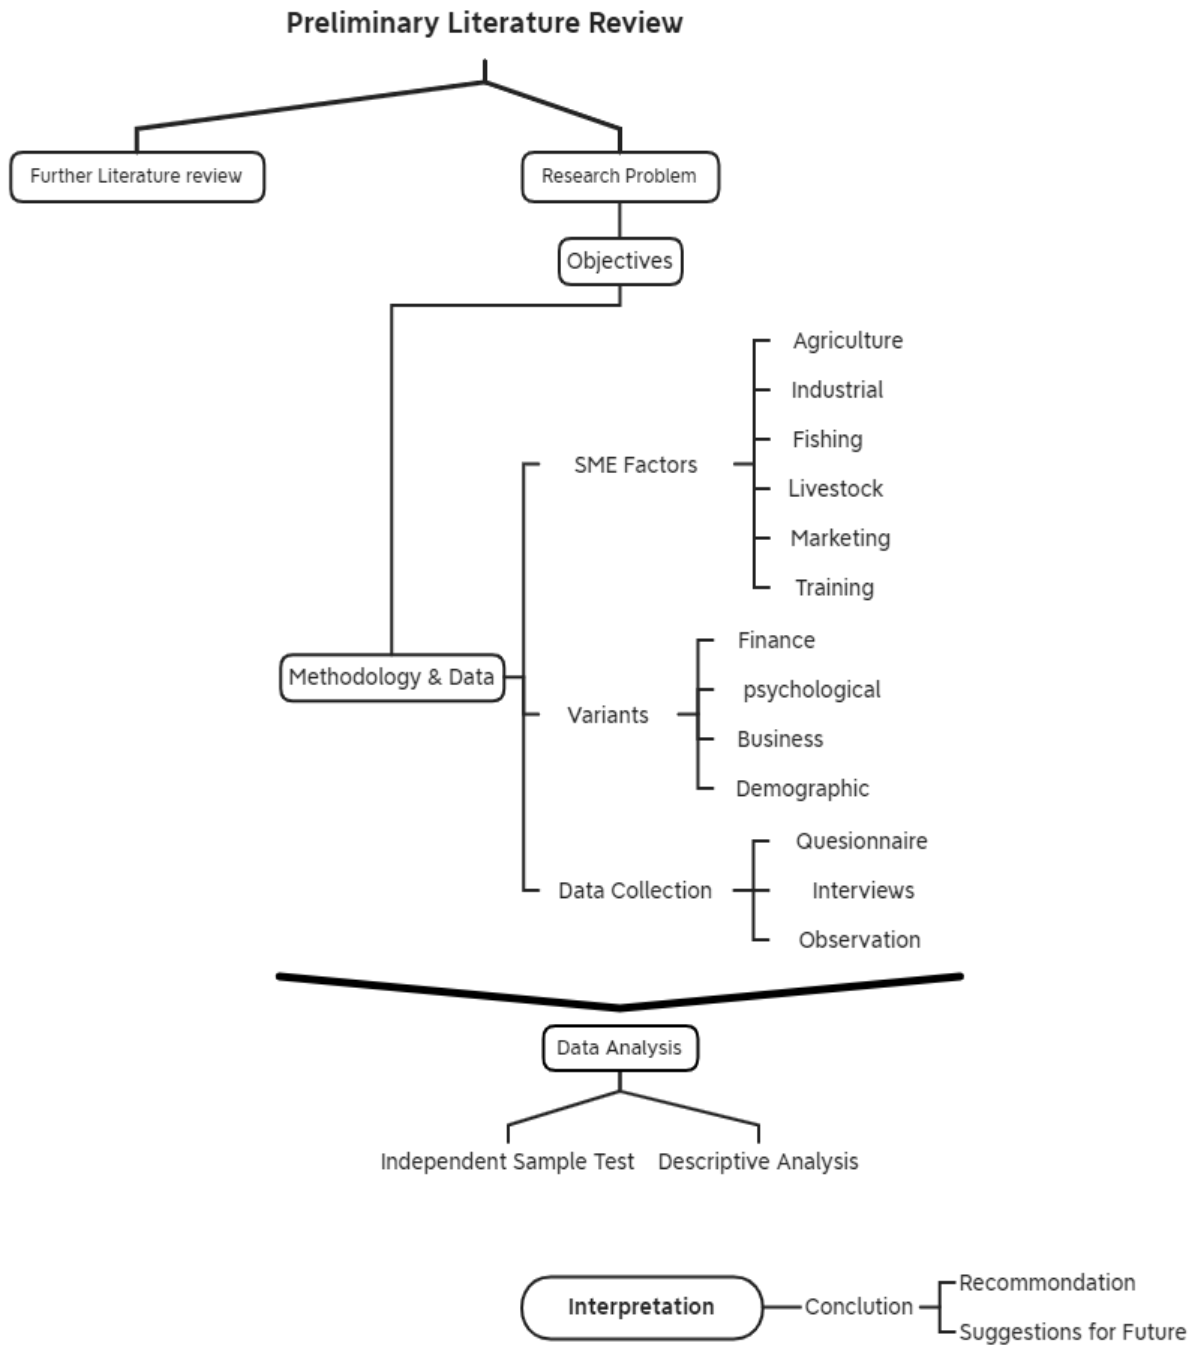 Preliminary Literature Review
Further Literature review
Research Problem
Objectives
Methodology & Data
SME Factors
Agriculture
Industrial
Fishing
Livestock
Marketing
Training
Variants
Finance
psychological
Business
Demographic
Data Collection
Quesionnaire
Interviews
Observation
Data Analysis
Independent Sample Test
Descriptive Analysis
Interpretation
Conclution
Recommondation
Suggestions for Future